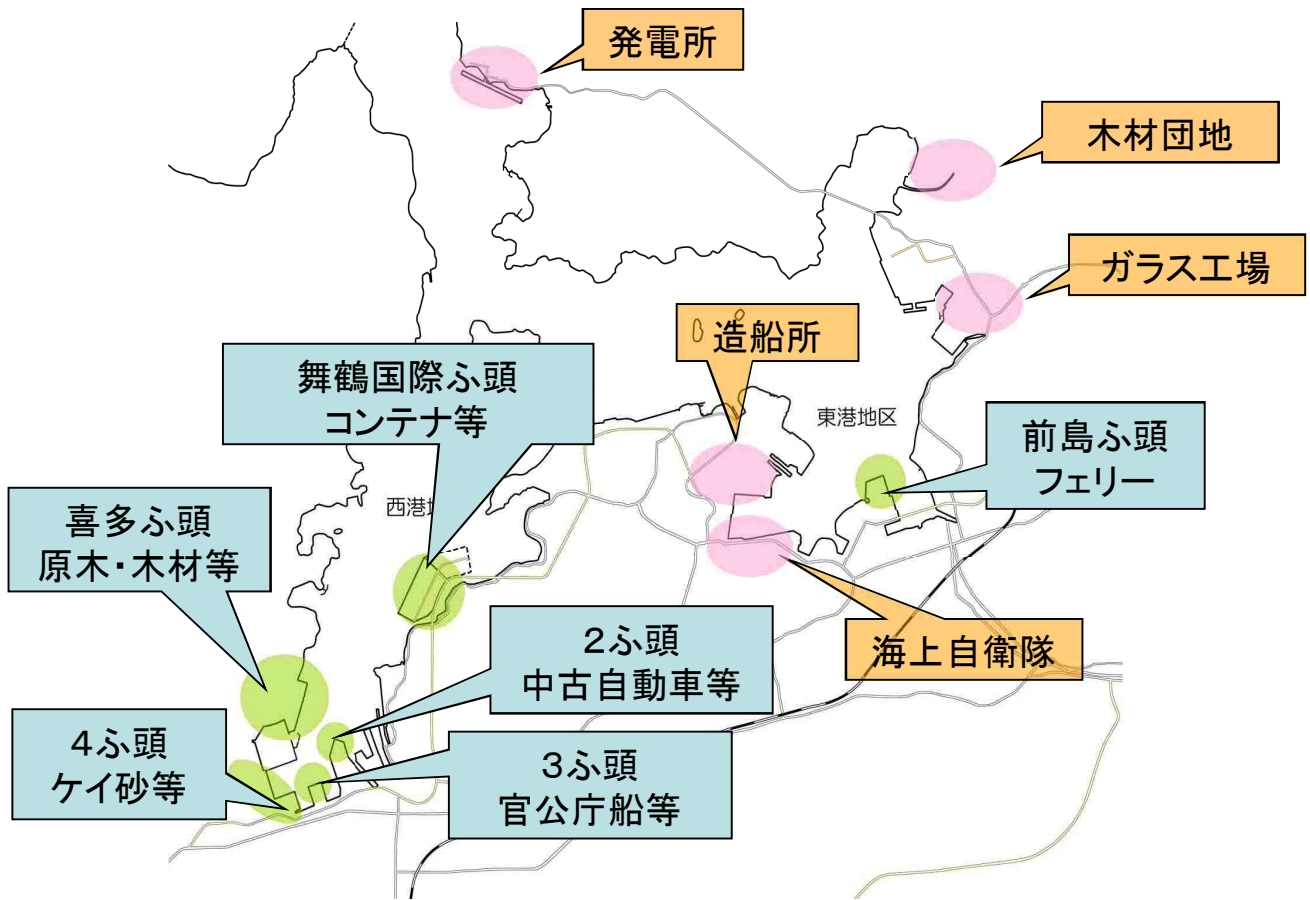 発電所
木材団地
ガラス工場
造船所
舞鶴国際ふ頭
コンテナ等
東港地区
前島ふ頭
フェリー
西港地
喜多ふ頭
原木・木材等
2ふ頭
中古自動車等
海上自衛隊
4ふ頭
ケイ砂等
3ふ頭
官公庁船等